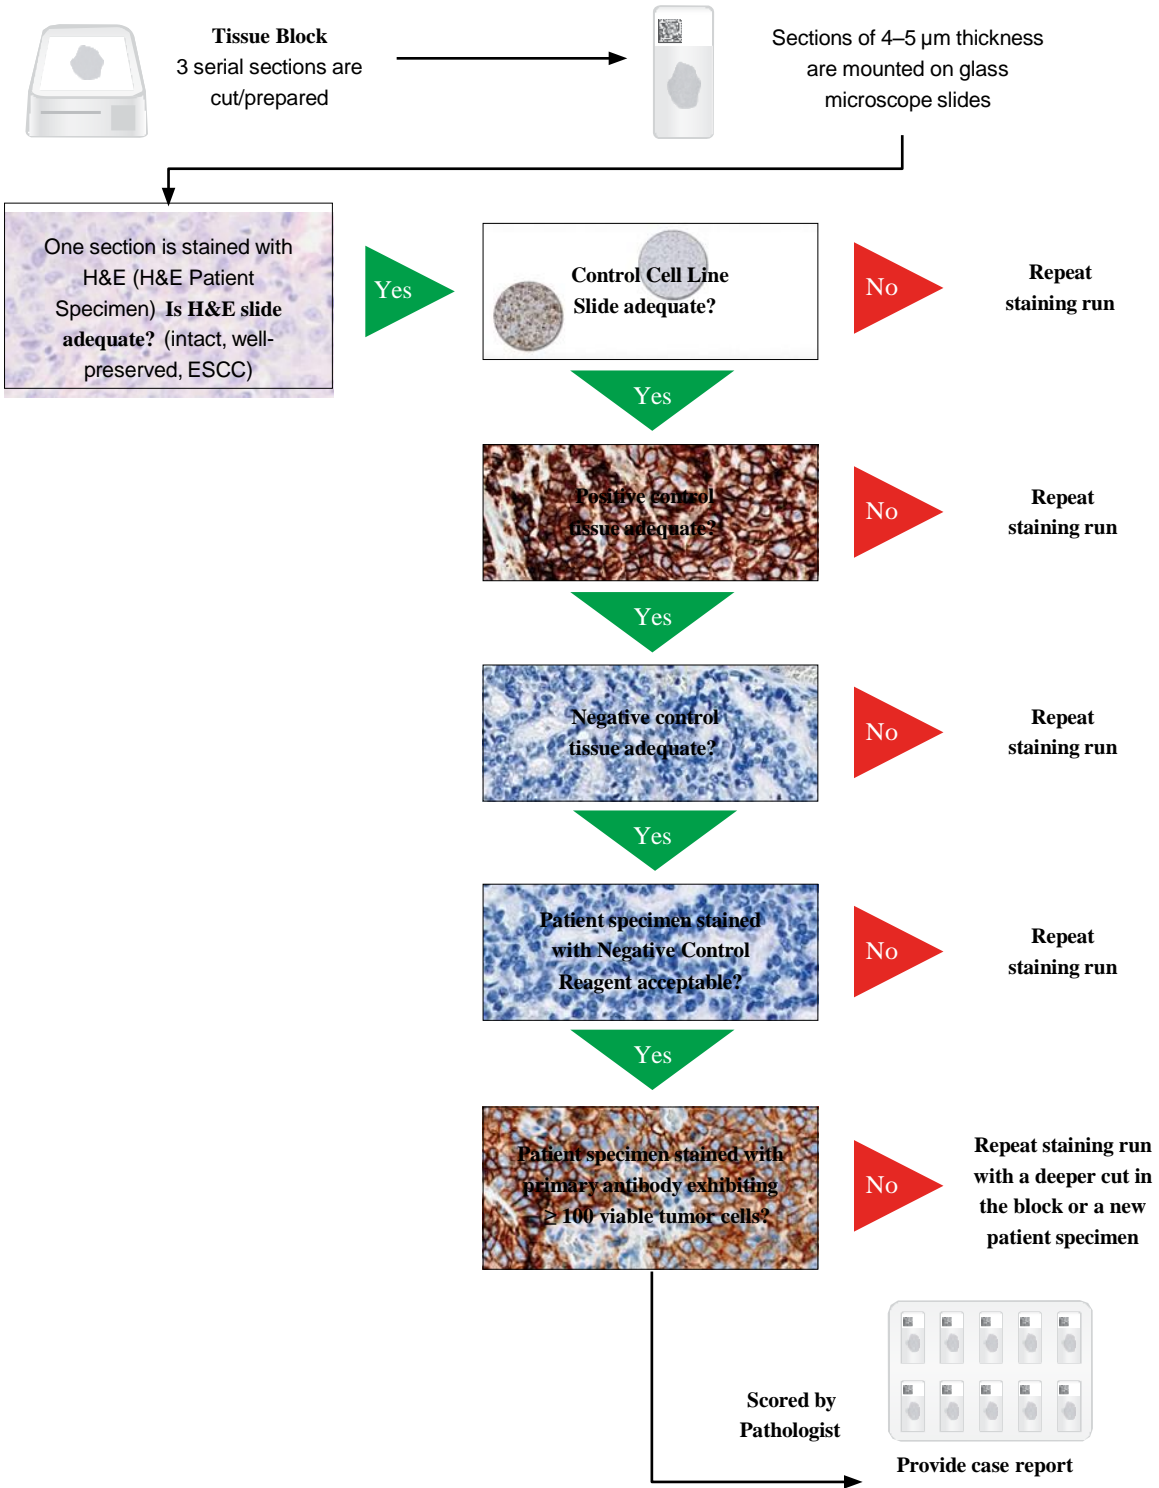 Tissue Block
3 serial sections are
cut/prepared
Sections of 4–5 µm thickness
are mounted on glass
microscope slides
One section is stained with
H&E (H&E Patient
Specimen) Is H&E slide
adequate? (intact, well-
preserved, ESCC)
Yes
Control Cell Line
Slide adequate?
No
Repeat
staining run
Yes
Positive control
tissue adequate?
No
Repeat
staining run
Yes
Negative control
tissue adequate?
No
Repeat
staining run
Yes
Patient specimen stained
with Negative Control
Reagent acceptable?
No
Repeat
staining run
Yes
Patient specimen stained with
primary antibody exhibiting
≥ 100 viable tumor cells?
No
Repeat staining run
with a deeper cut in
the block or a new
patient specimen
Scored by
Pathologist
Provide case report